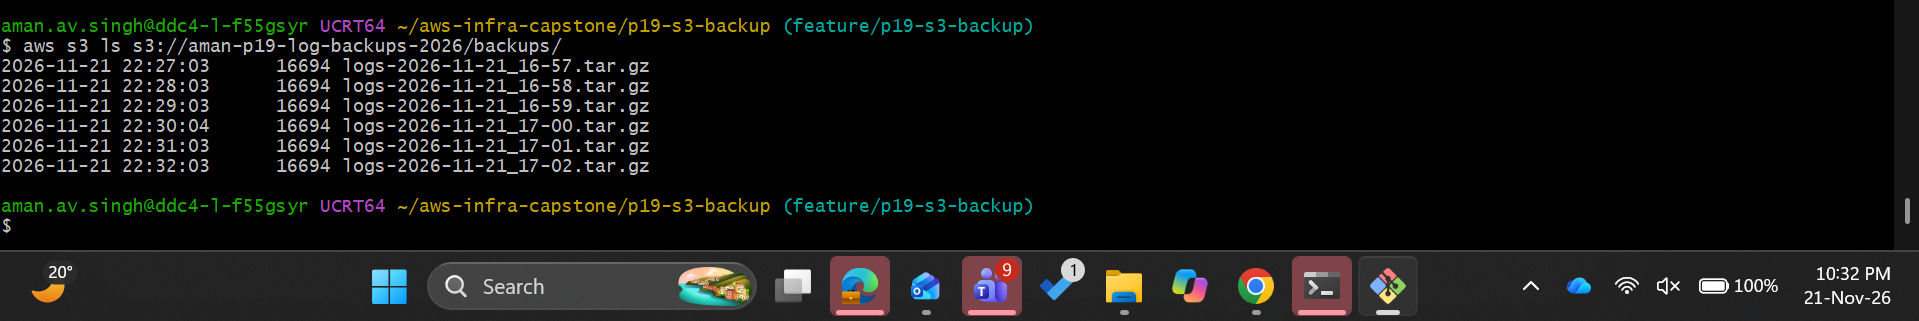 aman.av.singh@ddc4-l-f55gsyr UCRT64 ~/aws-infra-capstone/p19-s3-backup (feature/p19-s3-backup)
$ aws s3 ls s3://aman-p19-log-backups-2026/backups/
2026-11-21 22:27:03      16694 logs-2026-11-21_16-57.tar.gz
2026-11-21 22:28:03      16694 logs-2026-11-21_16-58.tar.gz
2026-11-21 22:29:03      16694 logs-2026-11-21_16-59.tar.gz
2026-11-21 22:30:04      16694 logs-2026-11-21_17-00.tar.gz
2026-11-21 22:31:03      16694 logs-2026-11-21_17-01.tar.gz
2026-11-21 22:32:03      16694 logs-2026-11-21_17-02.tar.gz
aman.av.singh@ddc4-l-f55gsyr UCRT64 ~/aws-infra-capstone/p19-s3-backup (feature/p19-s3-backup)
$
20°
Search
9
1
100%
10:32 PM
21-Nov-26